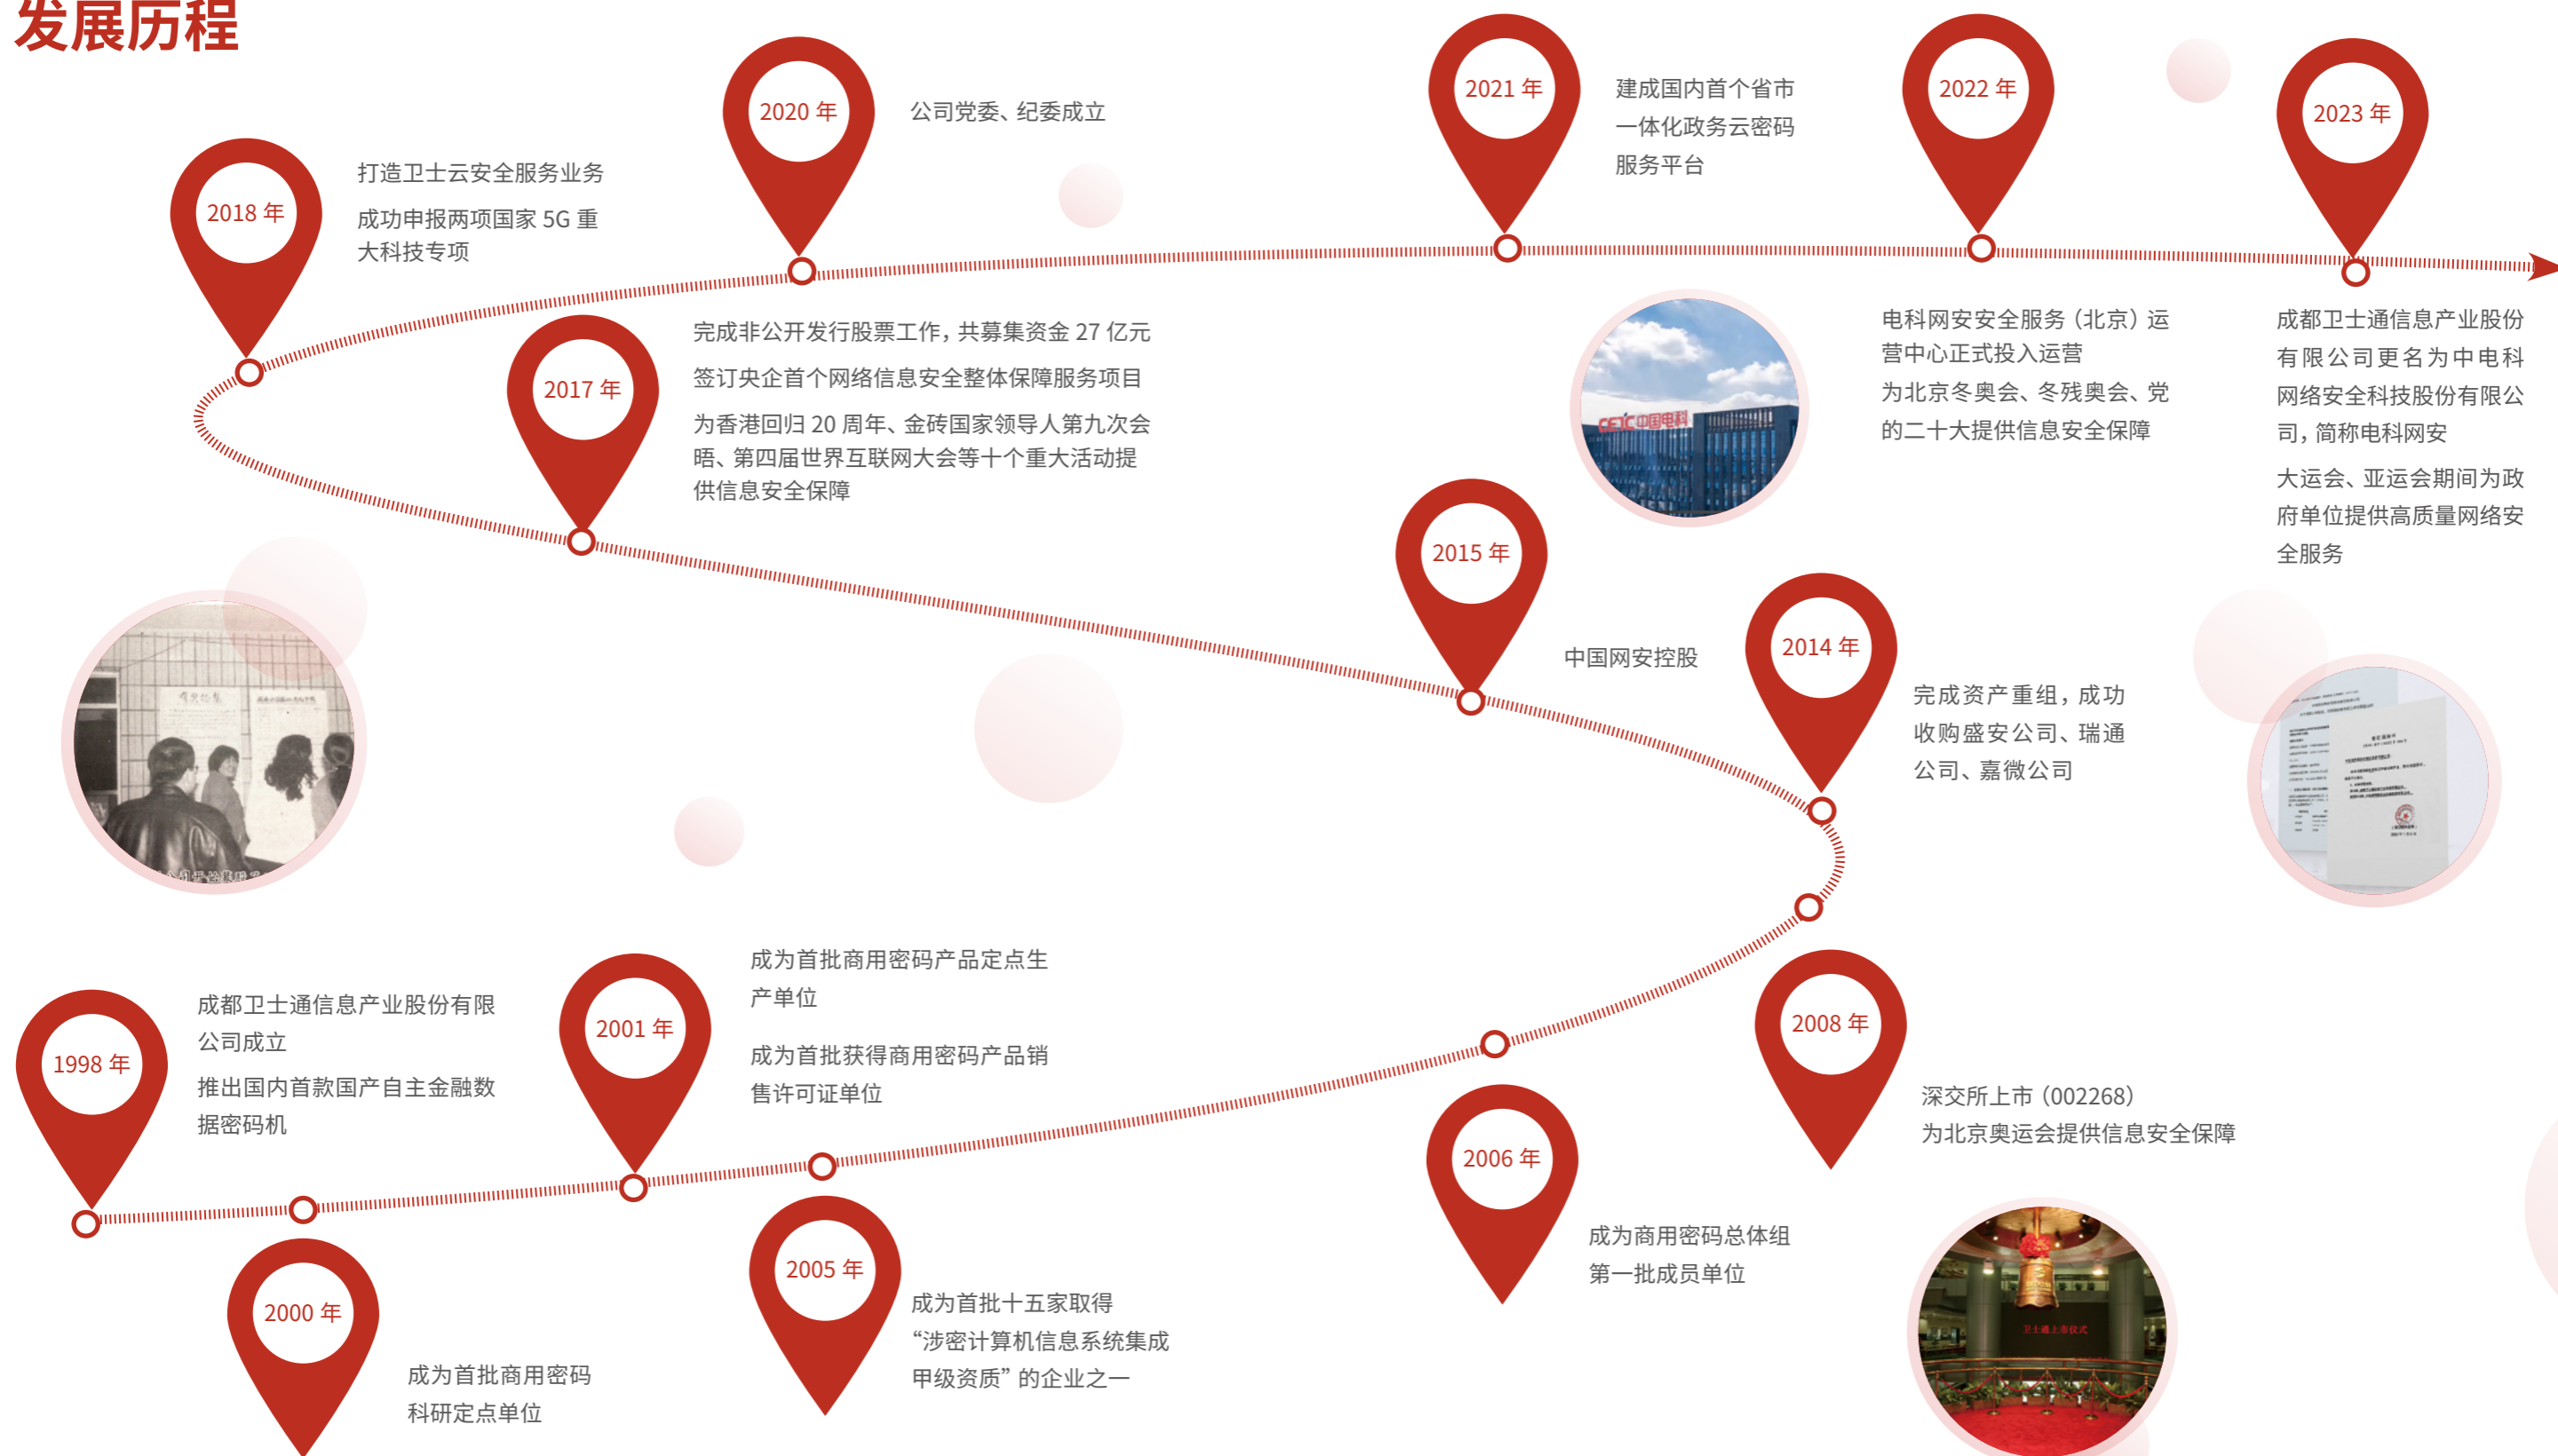 发展历程
2018 年
打造卫士云安全服务业务
成功申报两项国家 5G 重
大科技专项
2020 年
公司党委、纪委成立
2021 年
建成国内首个省市
一体化政务云密码
服务平台
2022 年
电科网安安全服务（北京）运
营中心正式投入运营
为北京冬奥会、冬残奥会、党
的二十大提供信息安全保障
2023 年
成都卫士通信息产业股份
有限公司更名为中电科
网络安全科技股份有限公
司，简称电科网安
大运会、亚运会期间为政
府单位提供高质量网络安
全服务
2017 年
完成非公开发行股票工作，共募集资金 27 亿元
签订央企首个网络信息安全整体保障服务项目
为香港回归 20 周年、金砖国家领导人第九次会
晤、第四届世界互联网大会等十个重大活动提
供信息安全保障
CETC中国电科
2015 年
中国网安控股
2014 年
完成资产重组，成功
收购盛安公司、瑞通
公司、嘉微公司
1998 年
成都卫士通信息产业股份有限
公司成立
推出国内首款国产自主金融数
据密码机
2001 年
成为首批商用密码产品定点生
产单位
成为首批获得商用密码产品销
售许可证单位
2008 年
深交所上市（002268）
为北京奥运会提供信息安全保障
2006 年
成为商用密码总体组
第一批成员单位
2005 年
成为首批十五家取得
“涉密计算机信息系统集成
甲级资质”的企业之一
2000 年
成为首批商用密码
科研定点单位
卫士通上市仪式